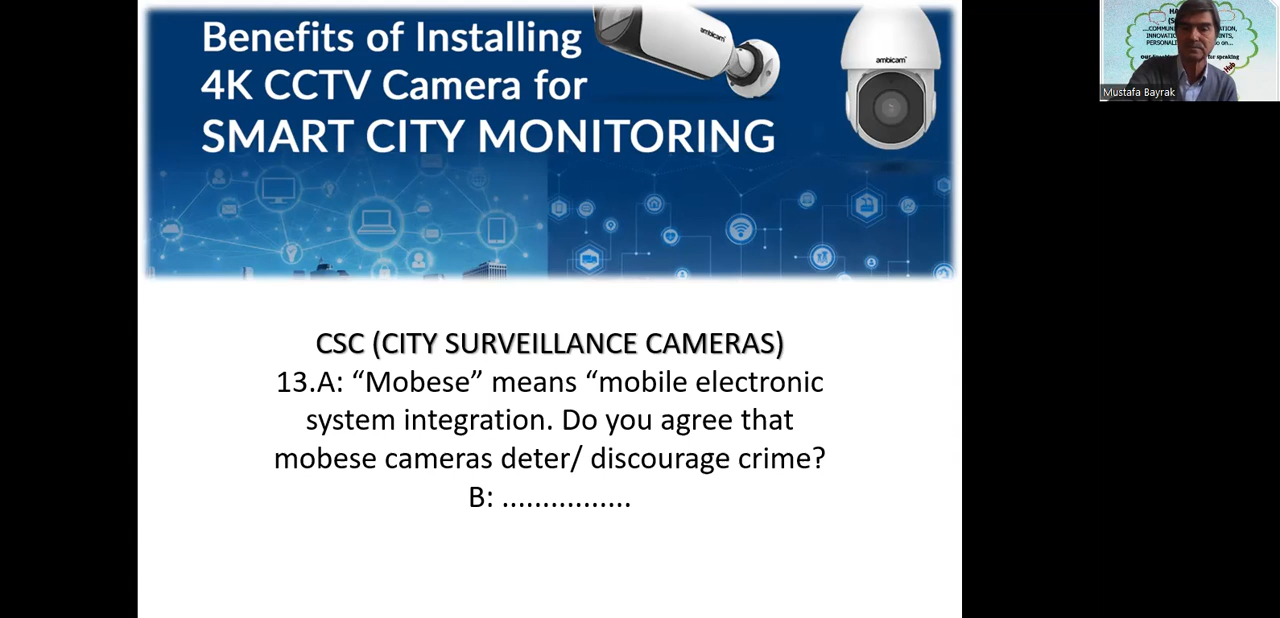 Benefits of Installing
4K CCTV Camera for
SMART CITY MONITORING
ambicam
ambicam
Mustafa Bayrak
CSC (CITY SURVEILLANCE CAMERAS)
13.A: “Mobese” means “mobile electronic
system integration. Do you agree that
mobese cameras deter/ discourage crime?
B: ................